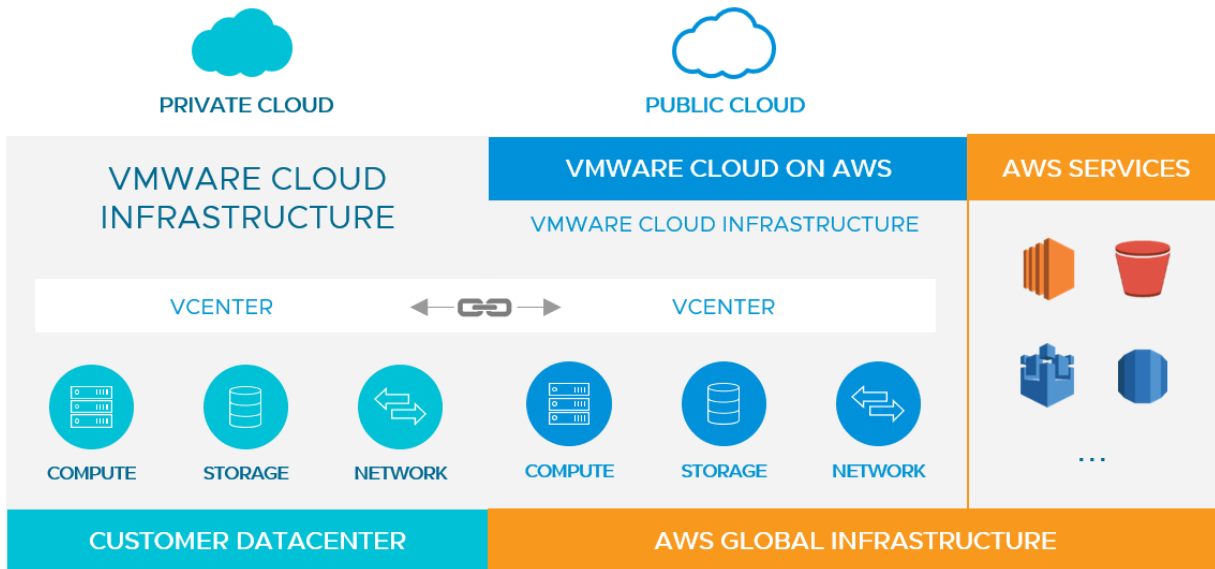 PRIVATE CLOUD
PUBLIC CLOUD
VMWARE CLOUD
INFRASTRUCTURE
VMWARE CLOUD ON AWS
AWS SERVICES
VMWARE CLOUD INFRASTRUCTURE
VCENTER
VCENTER
COMPUTE
STORAGE
NETWORK
COMPUTE
STORAGE
NETWORK
...
CUSTOMER DATACENTER
AWS GLOBAL INFRASTRUCTURE